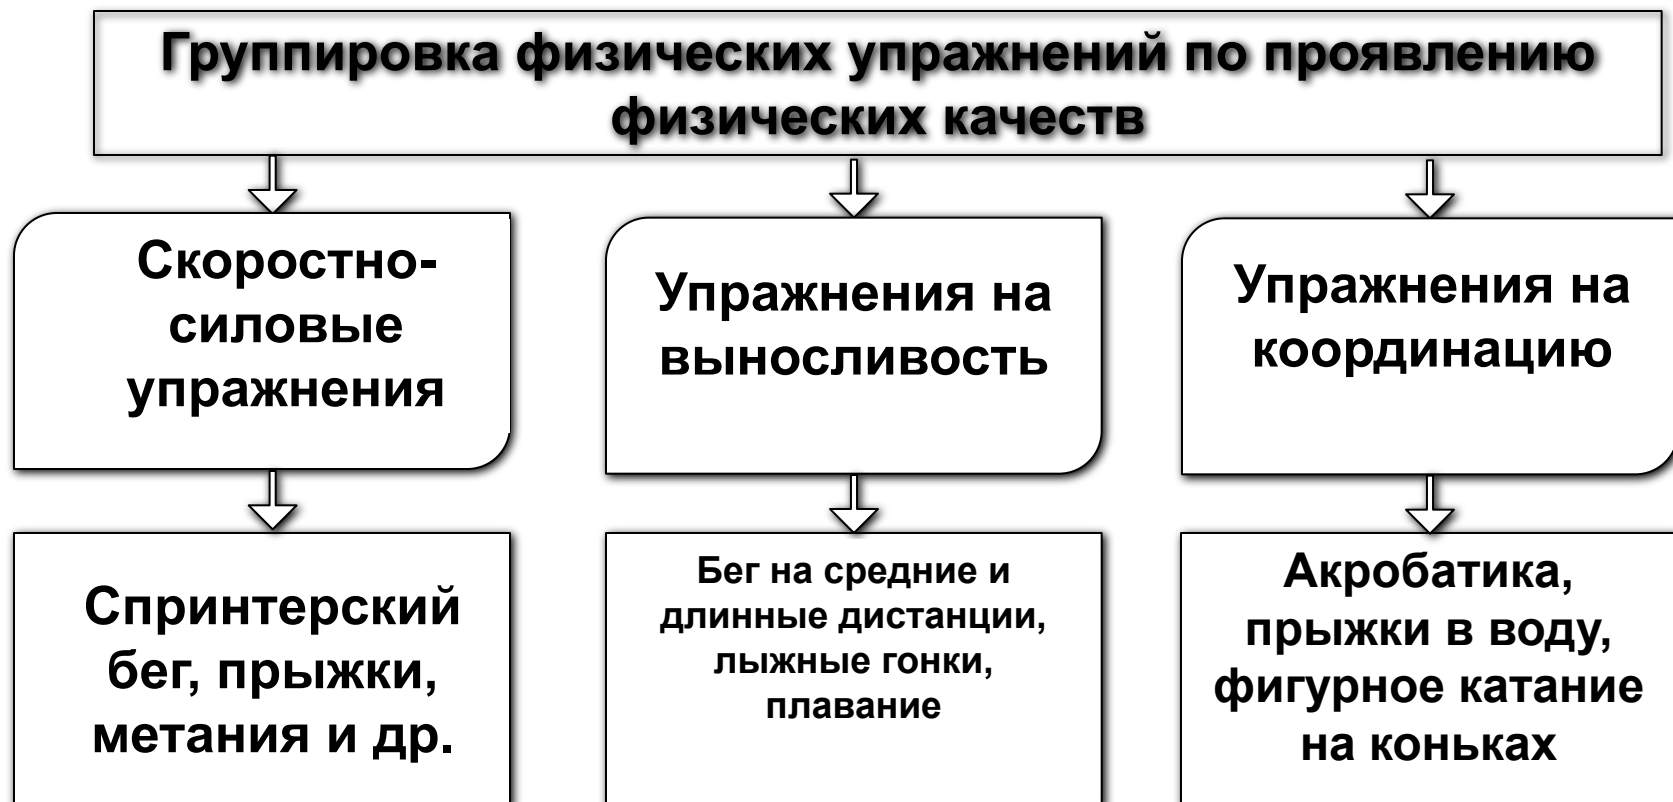 Группировка физических упражнений по проявлению
физических качеств
Скоростно-
силовые
упражнения
Упражнения на
выносливость
Упражнения на
координацию
Спринтерский
бег, прыжки,
метания и др.
Бег на средние и
длинные дистанции,
лыжные гонки,
плавание
Акробатика,
прыжки в воду,
фигурное катание
на коньках